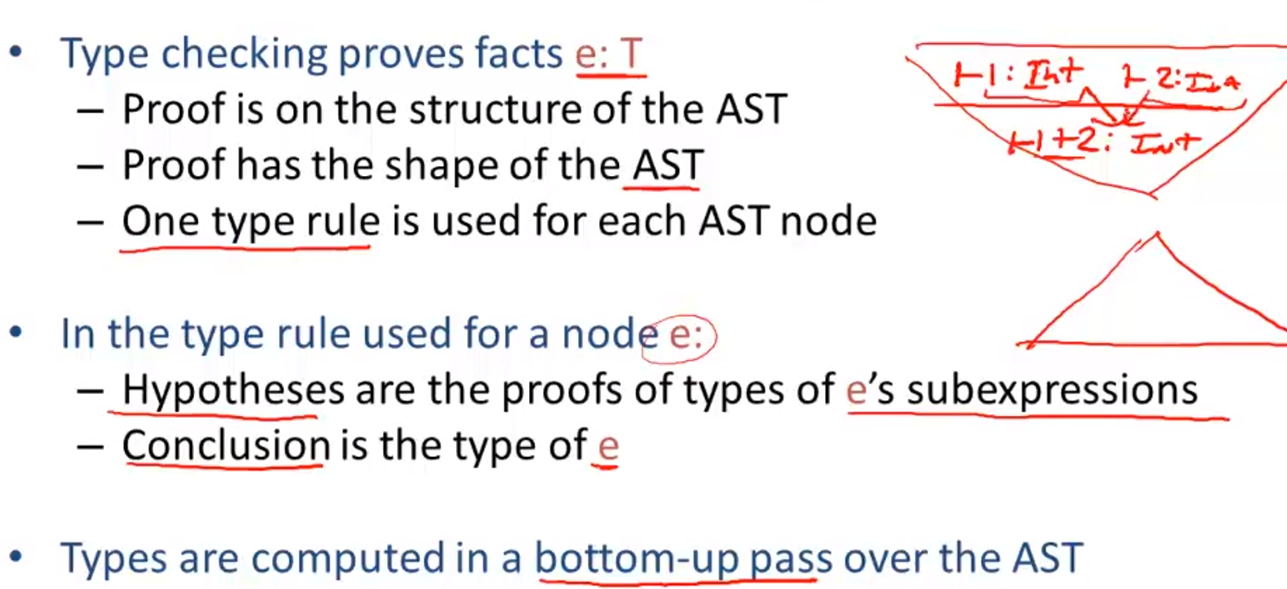 • Type checking proves facts e: T
– Proof is on the structure of the AST
– Proof has the shape of the AST
– One type rule is used for each AST node
• In the type rule used for a node e:
– Hypotheses are the proofs of types of e's subexpressions
– Conclusion is the type of e
• Types are computed in a bottom-up pass over the AST
⊢1: Int ⊢2: Int
⊢1+2: Int